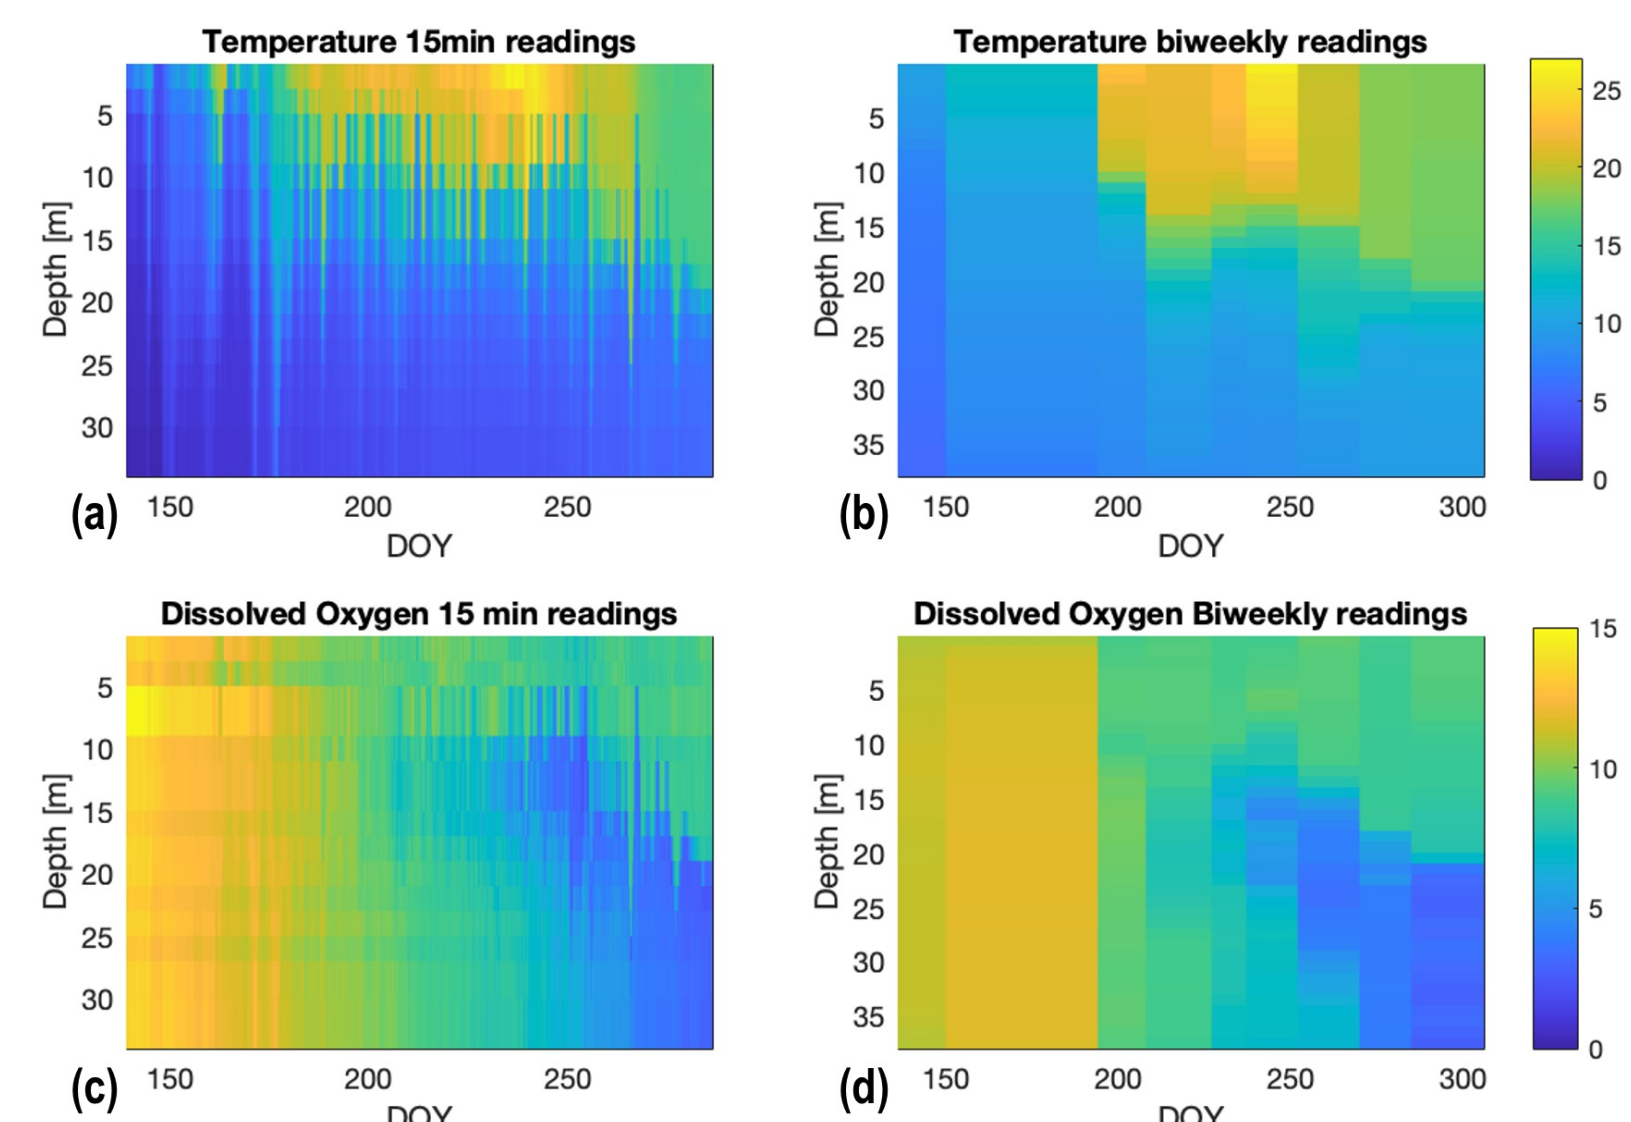 Temperature 15min readings
5
10
15
20
25
30
Depth [m]
150 200 250
(a)
DOY
Temperature biweekly readings
5
10
15
20
25
30
35
Depth [m]
150 200 250 300
(b)
DOY
25
20
15
10
5
0
Dissolved Oxygen 15 min readings
5
10
15
20
25
30
Depth [m]
150 200 250
(c)
DOY
Dissolved Oxygen Biweekly readings
5
10
15
20
25
30
35
Depth [m]
150 200 250 300
(d)
DOY
15
10
5
0